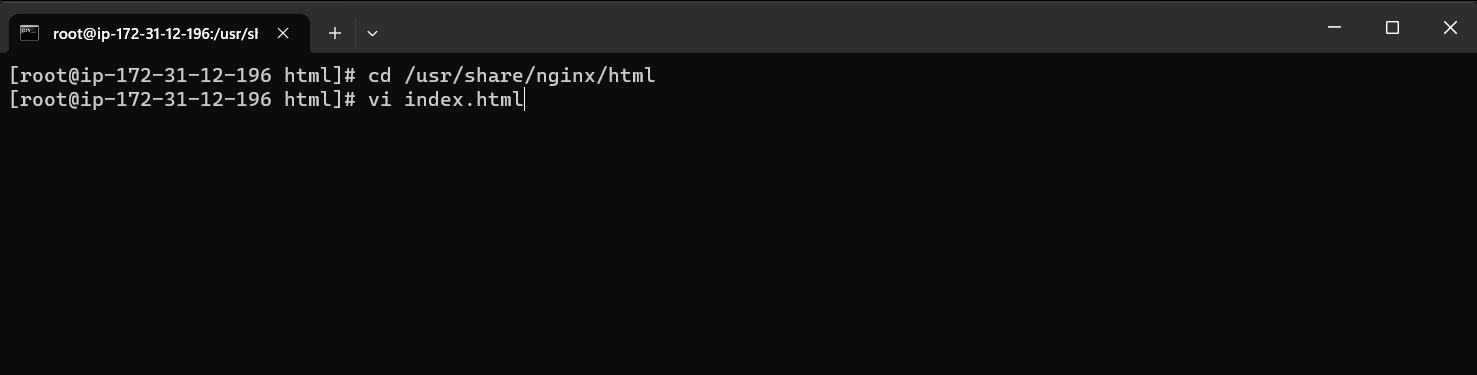 root@ip-172-31-12-196:/usr/sh
[root@ip-172-31-12-196 html]# cd /usr/share/nginx/html
[root@ip-172-31-12-196 html]# vi index.html